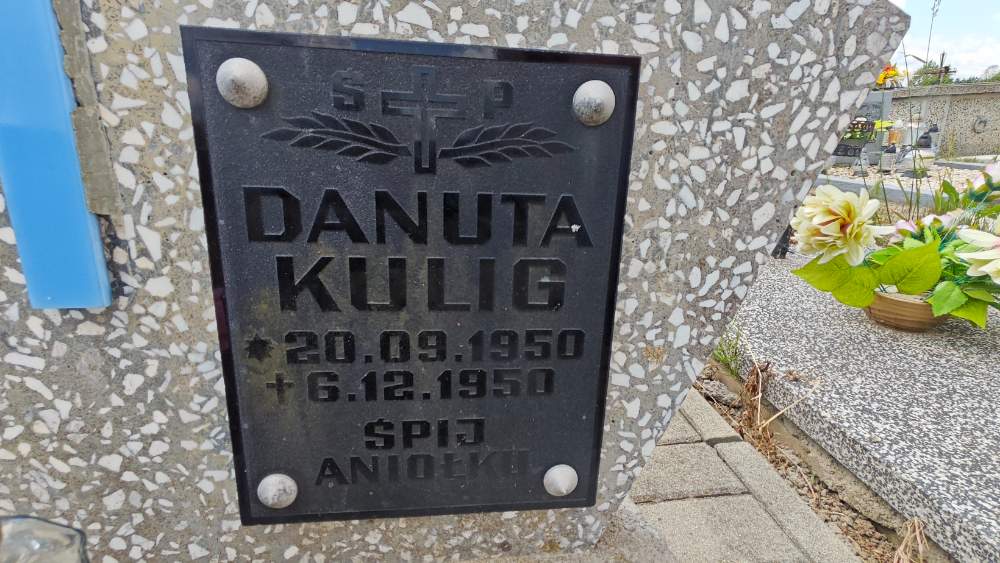 Ś P
DANUTA
KULIG
* 20.09.1950
+ 6.12.1950
ŚPIJ
ANIOŁKU